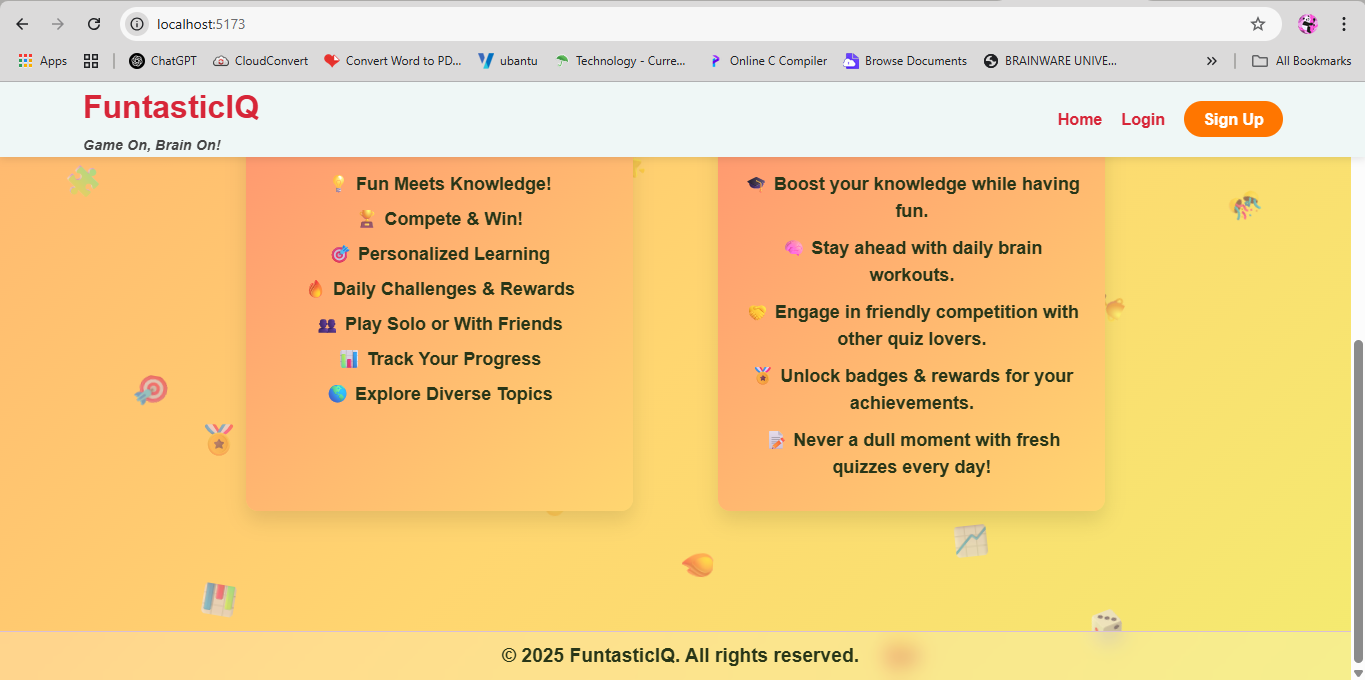 localhost:5173
Apps
ChatGPT
CloudConvert
Convert Word to PD...
ubantu
Technology - Curre...
Online C Compiler
Browse Documents
BRAINWARE UNIVE...
»
All Bookmarks
FuntasticIQ
Game On, Brain On!
Home
Login
Sign Up
💡 Fun Meets Knowledge!
🏆 Compete & Win!
🎯 Personalized Learning
🔥 Daily Challenges & Rewards
👥 Play Solo or With Friends
📊 Track Your Progress
🌎 Explore Diverse Topics
🎓 Boost your knowledge while having
fun.
🧠 Stay ahead with daily brain
workouts.
🤝 Engage in friendly competition with
other quiz lovers.
🏅 Unlock badges & rewards for your
achievements.
📝 Never a dull moment with fresh
quizzes every day!
© 2025 FuntasticIQ. All rights reserved.